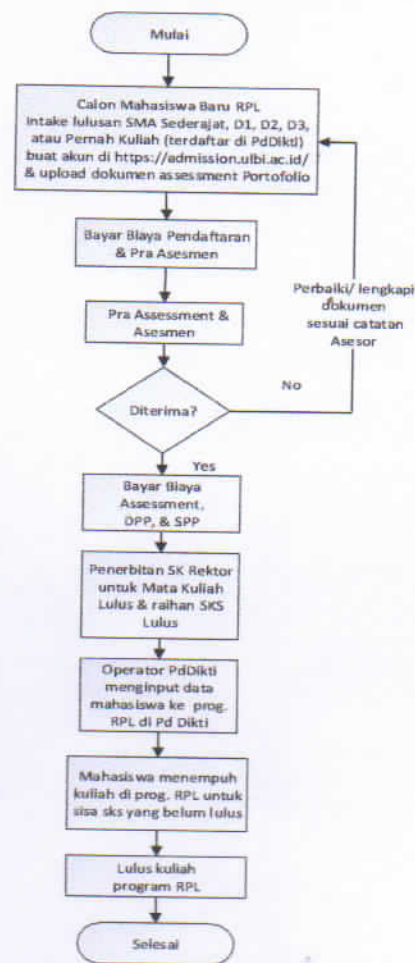 Mulai
Calon Mahasiswa Baru RPL
Intake lulusan SMA Sederajat, D1, D2, D3,
atau Pernah Kuliah (terdaftar di PdDikti)
buat akun di https://admission.ulbi.ac.id/
& upload dokumen assessment Portofolio
Bayar Biaya Pendaftaran
& Pra Asesmen
Perbaiki/ lengkapi
dokumen
sesuai catatan
Asesor
Pra Assessment &
Asesmen
No
Diterima?
Yes
Bayar Biaya
Assessment,
DPP, & SPP
Penerbitan SK Rektor
untuk Mata Kuliah
Lulus & raihan SKS
Lulus
Operator PdDikti
menginput data
mahasiswa ke prog.
RPL di Pd Dikti
Mahasiswa menempuh
kuliah di prog. RPL untuk
sisa sks yang belum lulus
Lulus kuliah
program RPL
Selesai